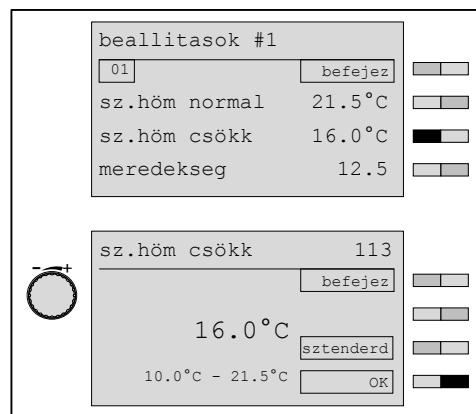 beallitasok #1
01 befejez
sz.höm normal 21.5°C
sz.höm csökk 16.0°C
meredekseg 12.5
sz.höm csökk 113
befejez
- +
16.0°C
sztenderd
10.0°C - 21.5°C OK